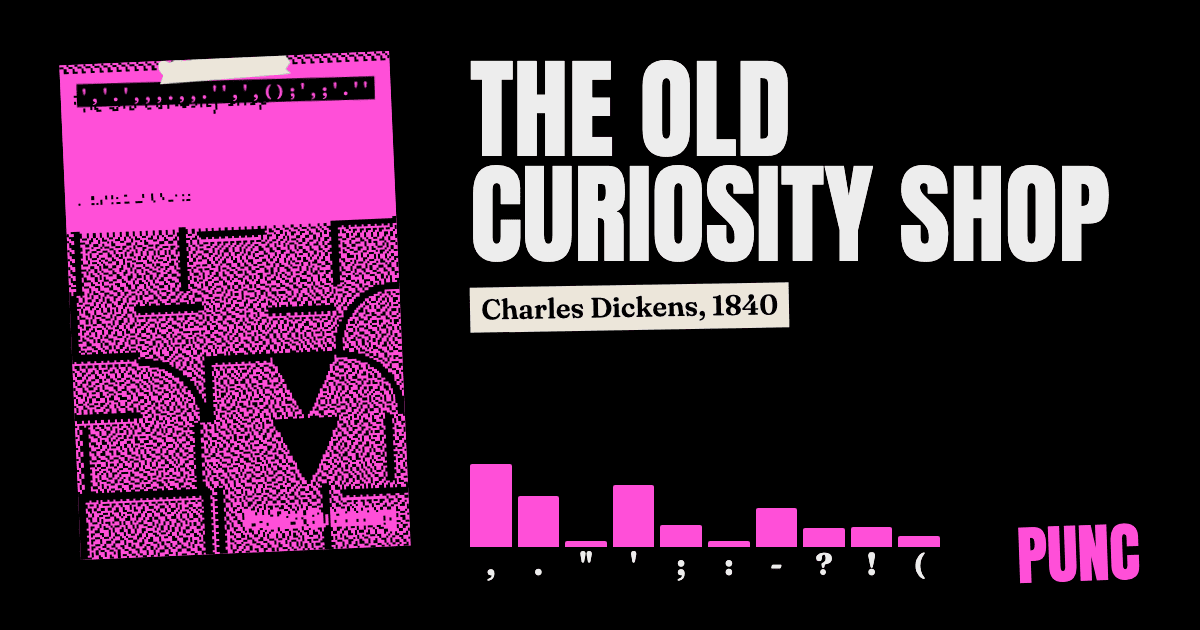 ','.',,,.,,.'',',();',;'.''
THE OLD
CURIOSITY SHOP
Charles Dickens, 1840
, . " ' ; : - ? ! (
PUNC